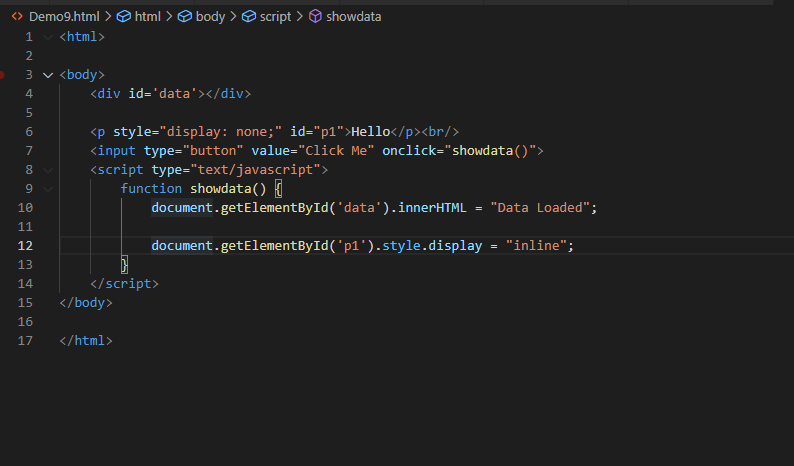 Demo9.html > html > body > script > showdata
1 <html>
2
3 <body>
4 <div id='data'></div>
5
6 <p style="display: none;" id="p1">Hello</p><br/>
7 <input type="button" value="Click Me" onclick="showdata()">
8 <script type="text/javascript">
9 function showdata() {
10 document.getElementById('data').innerHTML = "Data Loaded";
11
12 document.getElementById('p1').style.display = "inline";
13 }
14 </script>
15 </body>
16
17 </html>